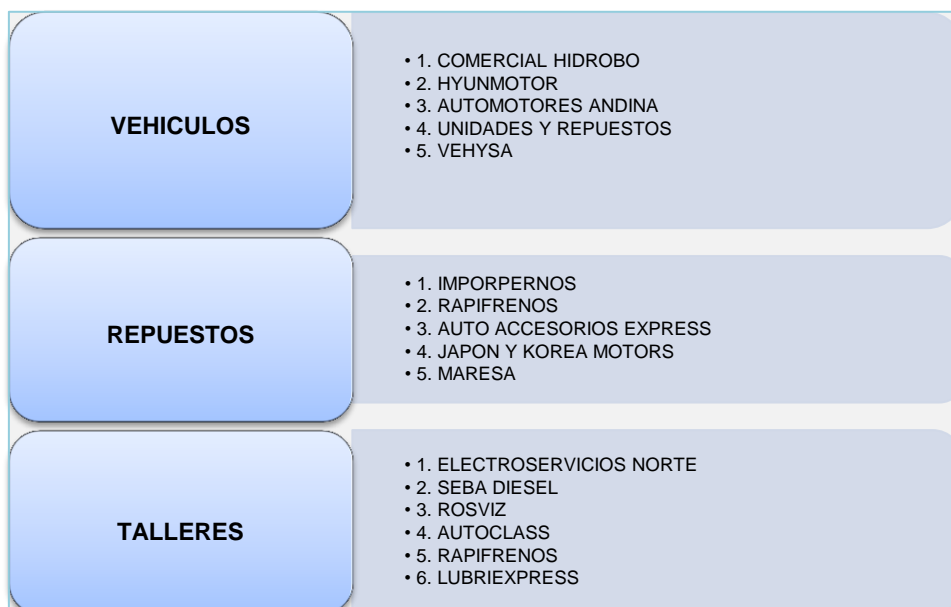 VEHICULOS
• 1. COMERCIAL HIDROBO
• 2. HYUNMOTOR
• 3. AUTOMOTORES ANDINA
• 4. UNIDADES Y REPUESTOS
• 5. VEHYSA
REPUESTOS
• 1. IMPORPERNOS
• 2. RAPIFRENOS
• 3. AUTO ACCESORIOS EXPRESS
• 4. JAPON Y KOREA MOTORS
• 5. MARESA
TALLERES
• 1. ELECTROSERVICIOS NORTE
• 2. SEBA DIESEL
• 3. ROSVIZ
• 4. AUTOCLASS
• 5. RAPIFRENOS
• 6. LUBRIEXPRESS